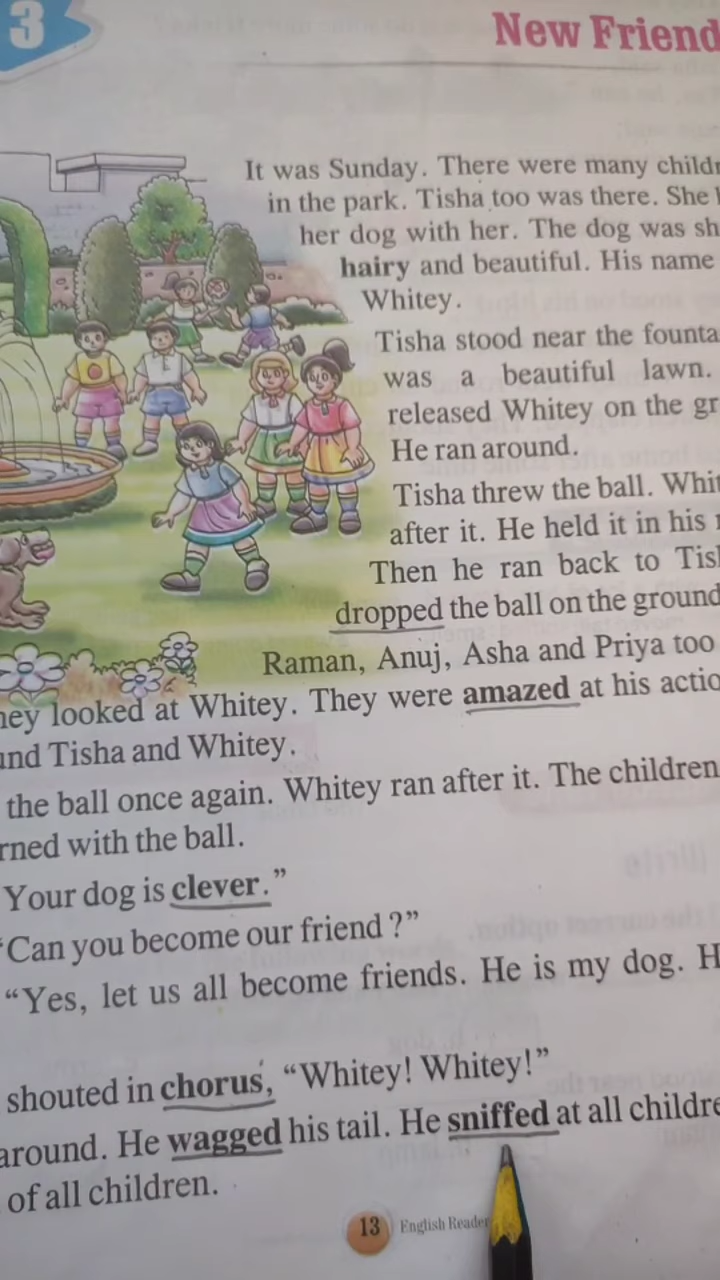 3
New Friend
It was Sunday. There were many childr
in the park. Tisha too was there. She
her dog with her. The dog was sh
hairy and beautiful. His name
Whitey.
Tisha stood near the founta
was a beautiful lawn.
released Whitey on the gr
He ran around.
Tisha threw the ball. Whit
after it. He held it in his
Then he ran back to Tis
dropped the ball on the ground
Raman, Anuj, Asha and Priya too
hey looked at Whitey. They were amazed at his actio
und Tisha and Whitey.
the ball once again. Whitey ran after it. The children
rned with the ball.
Your dog is clever.”
“Can you become our friend ?”
“Yes, let us all become friends. He is my dog. H
shouted in chorus, “Whitey! Whitey!”
around. He wagged his tail. He sniffed at all childre
of all children.
13 English Reader